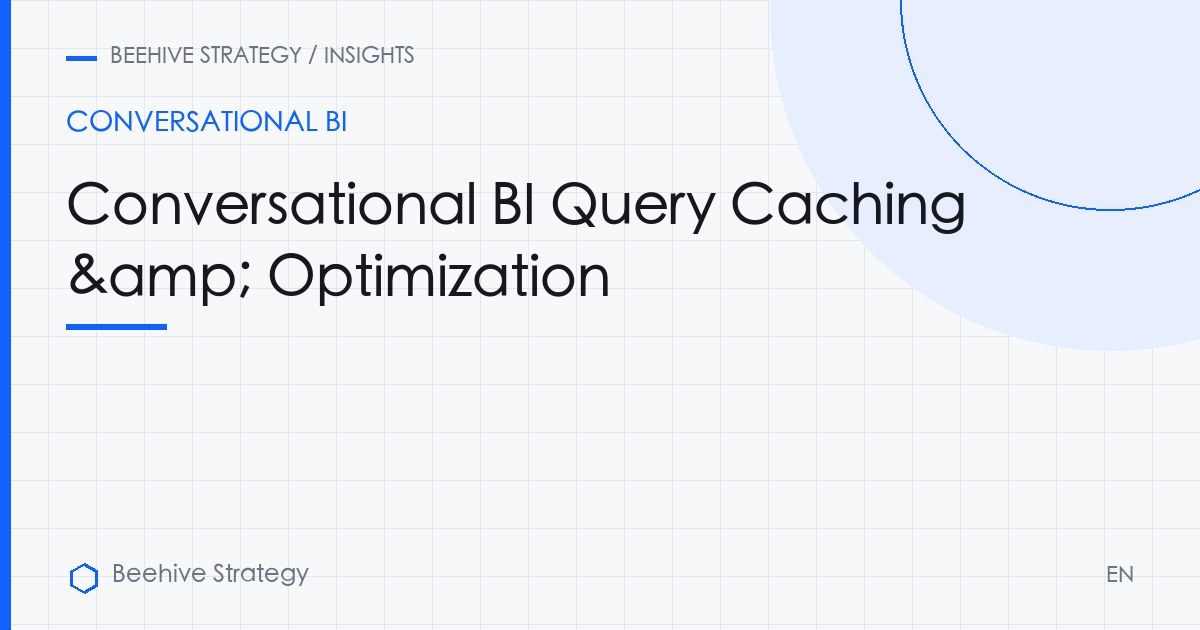 BEEHIVE STRATEGY / INSIGHTS
CONVERSATIONAL BI
Conversational BI Query Caching
&amp; Optimization
Beehive Strategy
EN